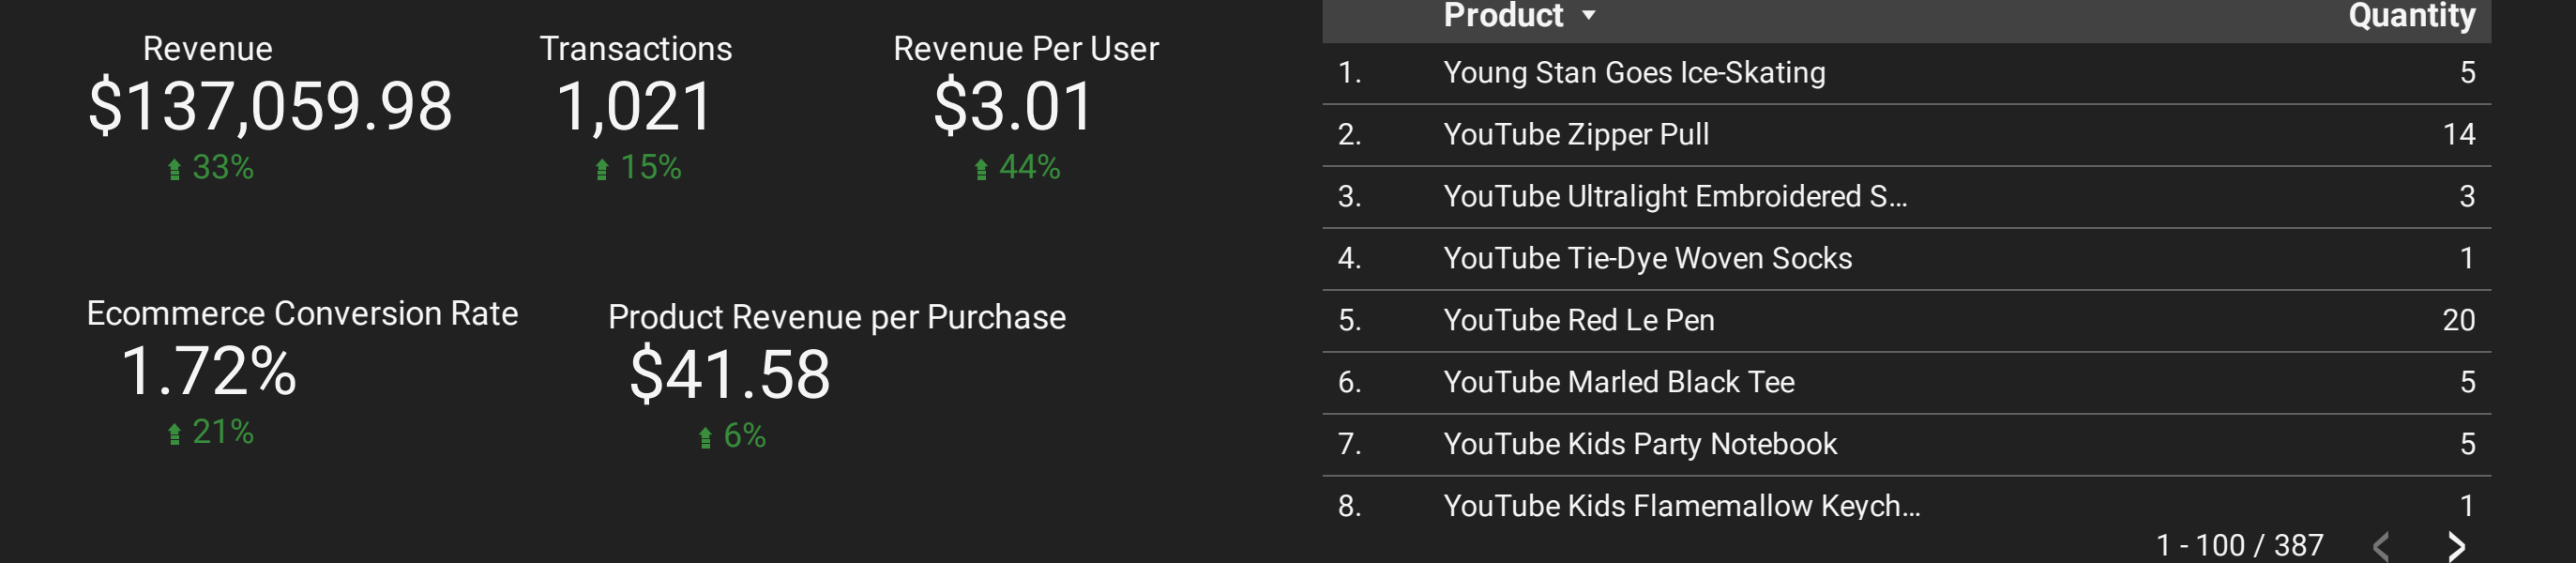 Revenue
$137,059.98
33%
Transactions
1,021
15%
Revenue Per User
$3.01
44%
Ecommerce Conversion Rate
1.72%
21%
Product Revenue per Purchase
$41.58
6%
Product Quantity
1. Young Stan Goes Ice-Skating 5
2. YouTube Zipper Pull 14
3. YouTube Ultralight Embroidered S... 3
4. YouTube Tie-Dye Woven Socks 1
5. YouTube Red Le Pen 20
6. YouTube Marled Black Tee 5
7. YouTube Kids Party Notebook 5
8. YouTube Kids Flamemallow Keych... 1
1 - 100 / 387